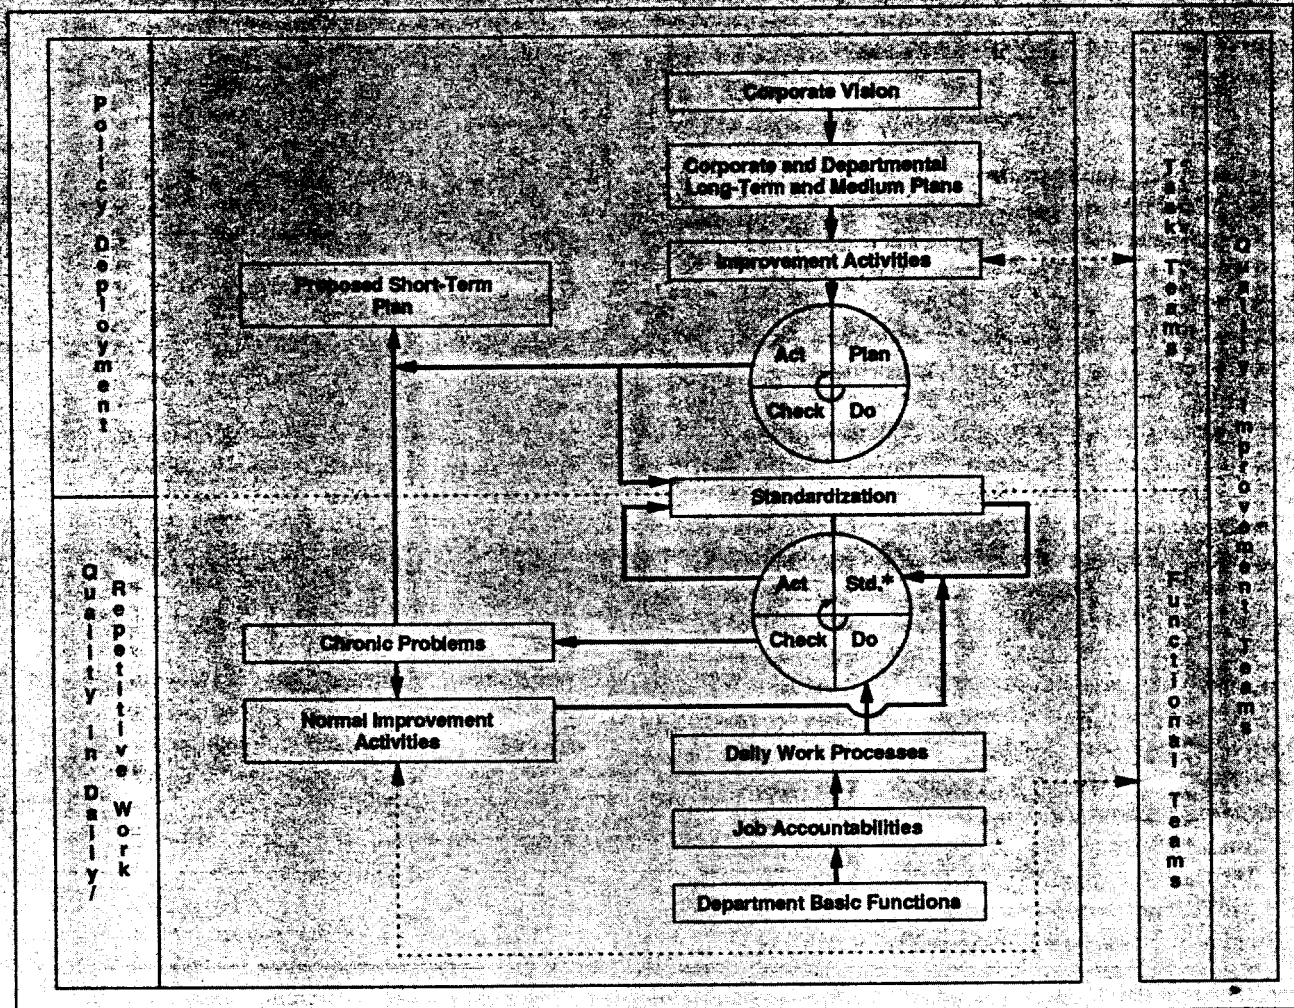 Policy Deployment
Quality in Daily/
Repetitive Work
Corporate Vision
Corporate and Departmental
Long-Term and Medium Plans
Improvement Activities
Proposed Short-Term
Plan
Act
Plan
Check
Do
Standardization
Act
Std.*
Check
Do
Chronic Problems
Normal Improvement
Activities
Daily Work Processes
Job Accountabilities
Department Basic Functions
Task Teams
Functional Teams
Quality Improvement Teams